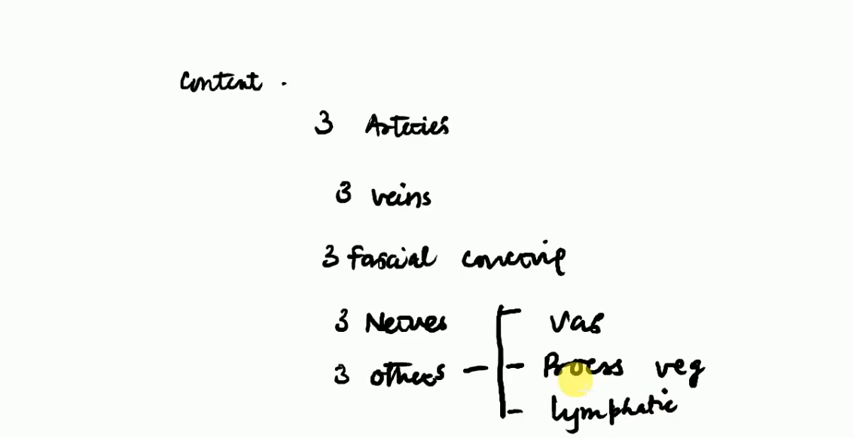 Content .
3 Arteries
3 veins
3 Fascial covering
3 Nerves
3 others - Vas
- Process veg
- lymphatic